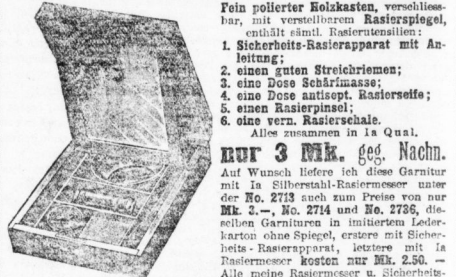 Fein polierter Holzkasten, verschliess-
bar, mit verstellbarem Rasierspiegel,
enthält sämtl. Rasierutensilien:
1. Sicherheits-Rasierapparat mit An-
leitung;
2. einen guten Streichriemen;
3. eine Dose Schärfmasse;
4. eine Dose antisept. Rasierseife;
5. einen Rasierpinsel;
6. eine vern. Rasierschale.
Alles zusammen in Ia Qual.
nur 3 Mk. geg. Nachn.
Auf Wunsch liefere ich diese Garnitur
mit Ia Silberstahl-Rasiermesser unter
der No. 2713 auch zum Preise von nur
Mk. 3.—, No. 2714 und No. 2736, die-
selben Garnituren in imitiertem Leder-
karton ohne Spiegel, erstere mit Sicher-
heits-Rasierapparat, letztere mit Ia
Rasiermesser kosten nur Mk. 2.50. —
Alle meine Rasiermesser u. Sicherheits-